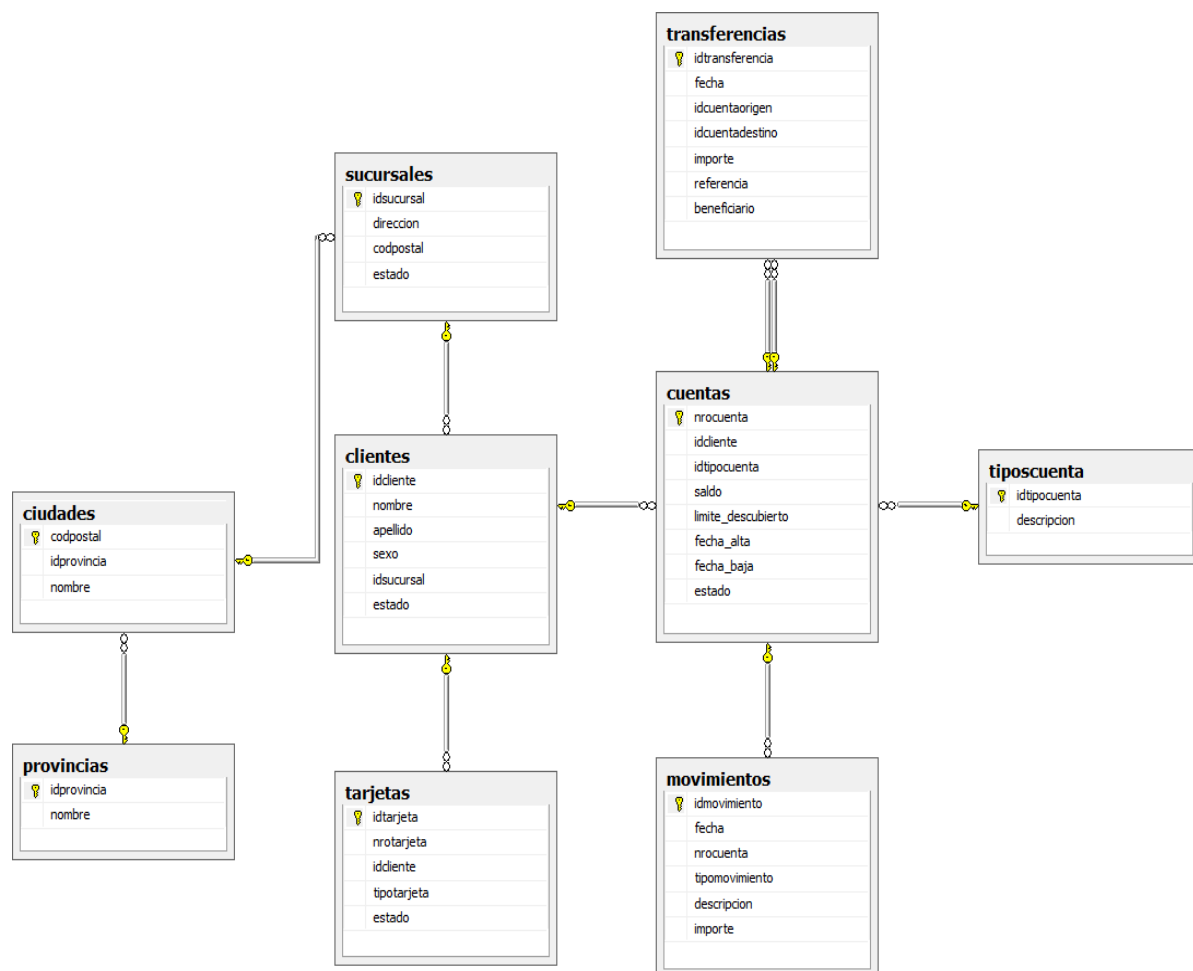 transferencias
idtransferencia
fecha
idcuentaorigen
idcuentadestino
importe
referencia
beneficiario
sucursales
idsucursal
direccion
codpostal
estado
cuentas
nrocuenta
idcliente
idtipocuenta
saldo
limite_descubierto
fecha_alta
fecha_baja
estado
clientes
idcliente
nombre
apellido
sexo
idsucursal
estado
tiposcuenta
idtipocuenta
descripcion
ciudades
codpostal
idprovincia
nombre
provincias
idprovincia
nombre
tarjetas
idtarjeta
nrotarjeta
idcliente
tipotarjeta
estado
movimientos
idmovimiento
fecha
nrocuenta
tipomovimiento
descripcion
importe